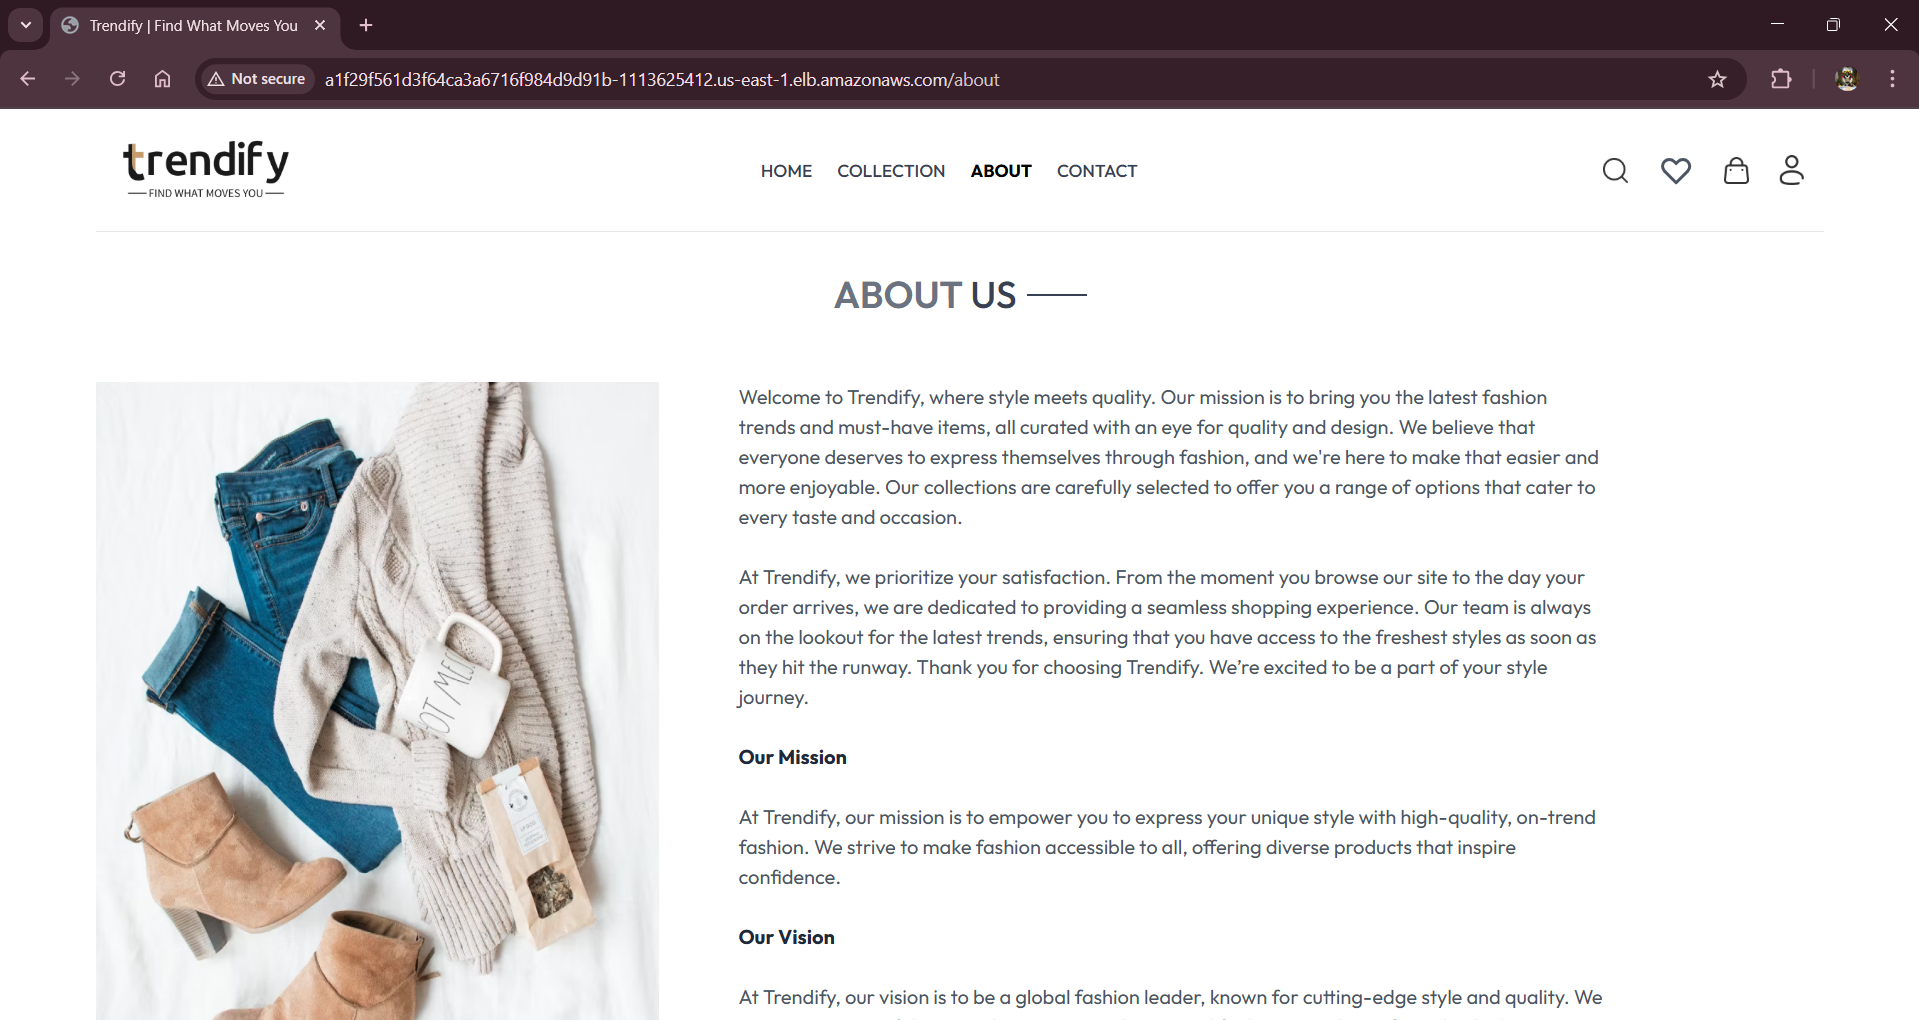 Trendify | Find What Moves You
Not secure
a1f29f561d3f64ca3a6716f984d9d91b-1113625412.us-east-1.elb.amazonaws.com/about
trendify
FIND WHAT MOVES YOU
HOME COLLECTION ABOUT CONTACT
ABOUT US
Welcome to Trendify, where style meets quality. Our mission is to bring you the latest fashion
trends and must-have items, all curated with an eye for quality and design. We believe that
everyone deserves to express themselves through fashion, and we're here to make that easier and
more enjoyable. Our collections are carefully selected to offer you a range of options that cater to
every taste and occasion.
At Trendify, we prioritize your satisfaction. From the moment you browse our site to the day your
order arrives, we are dedicated to providing a seamless shopping experience. Our team is always
on the lookout for the latest trends, ensuring that you have access to the freshest styles as soon as
they hit the runway. Thank you for choosing Trendify. We’re excited to be a part of your style
journey.
Our Mission
At Trendify, our mission is to empower you to express your unique style with high-quality, on-trend
fashion. We strive to make fashion accessible to all, offering diverse products that inspire
confidence.
Our Vision
At Trendify, our vision is to be a global fashion leader, known for cutting-edge style and quality. We